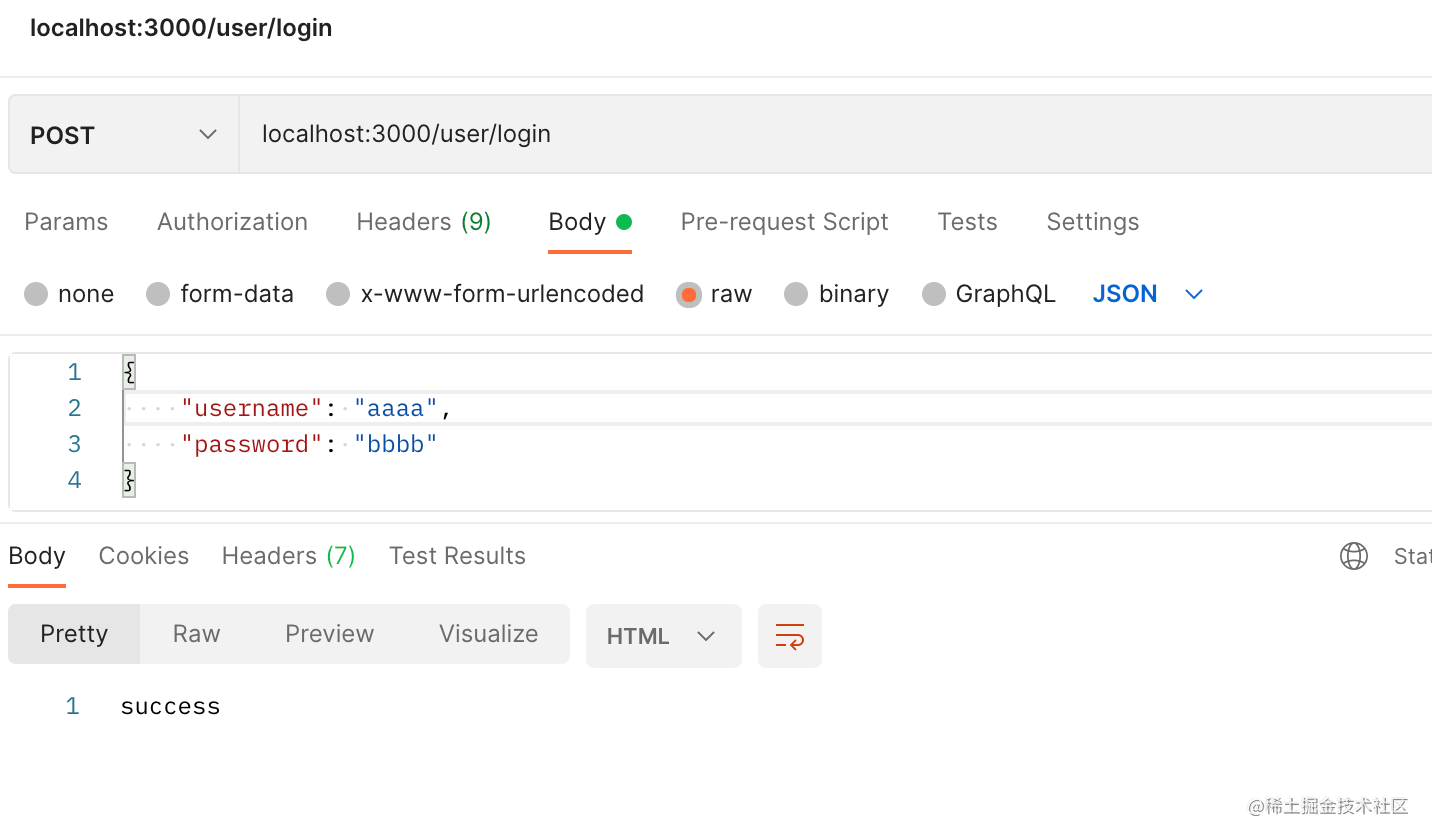 localhost:3000/user/login
POST localhost:3000/user/login
Params Authorization Headers (9) Body Pre-request Script Tests Settings
none form-data x-www-form-urlencoded raw binary GraphQL JSON
1 {
2 "username": "aaaa",
3 "password": "bbbb"
4 }
Body Cookies Headers (7) Test Results Stat
Pretty Raw Preview Visualize HTML
1 success
@稀土掘金技术社区